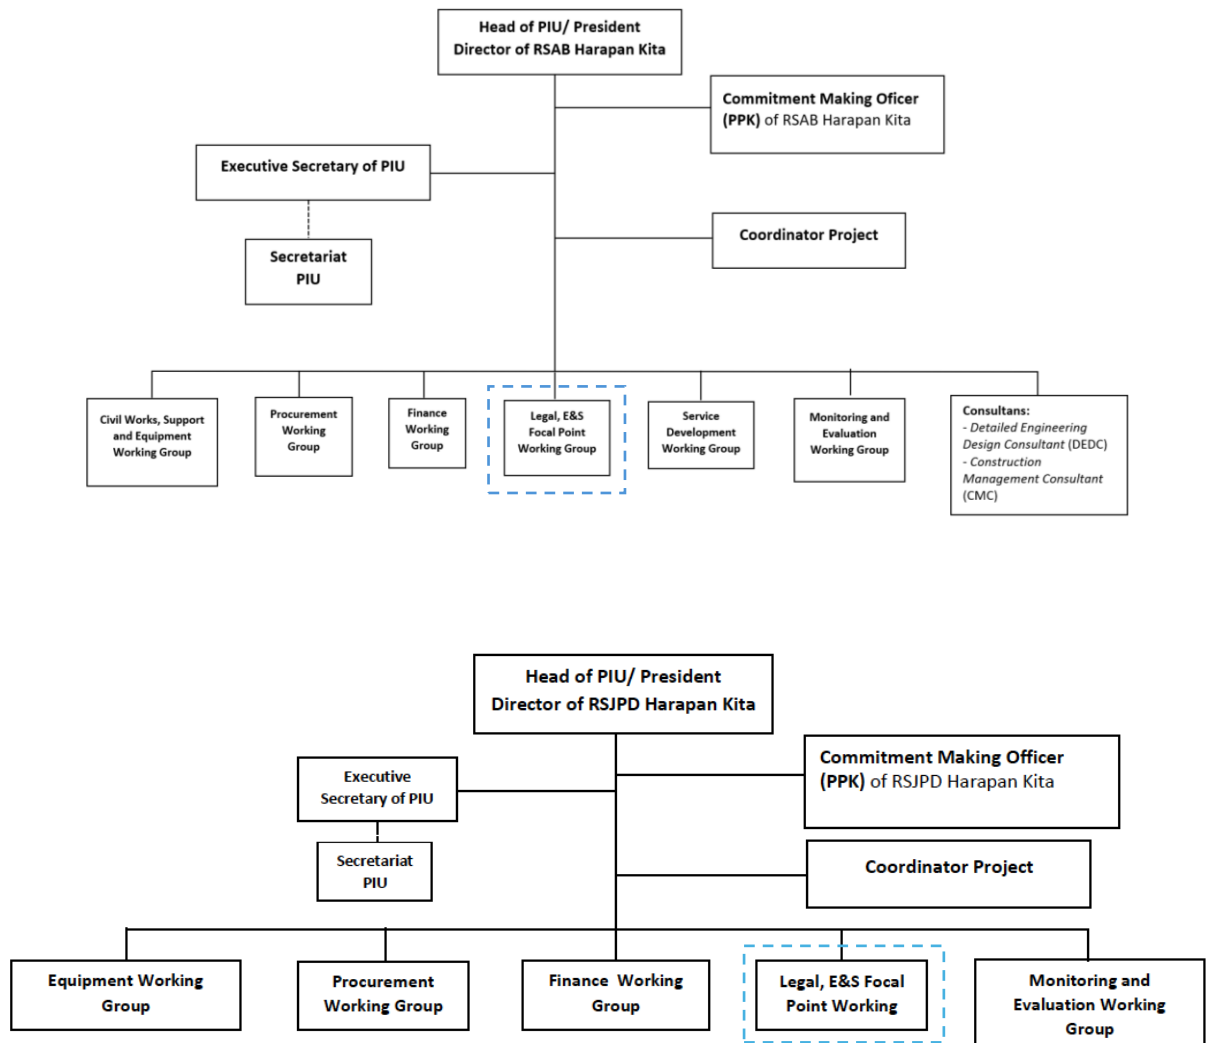 Head of PIU/ President
Director of RSAB Harapan Kita
Commitment Making Oficer
(PPK) of RSAB Harapan Kita
Executive Secretary of PIU
Coordinator Project
Secretariat
PIU
Civil Works, Support
and Equipment
Working Group
Procurement
Working
Group
Finance
Working
Group
Legal, E&S
Focal Point
Working Group
Service
Development
Working Group
Monitoring and
Evaluation
Working Group
Consultans:
- Detailed Engineering
Design Consultant (DEDC)
- Construction
Management Consultant
(CMC)
Head of PIU/ President
Director of RSJPD Harapan Kita
Commitment Making Officer
(PPK) of RSJPD Harapan Kita
Executive
Secretary of PIU
Secretariat
PIU
Coordinator Project
Equipment Working
Group
Procurement
Working Group
Finance Working
Group
Legal, E&S Focal
Point Working
Monitoring and
Evaluation Working
Group